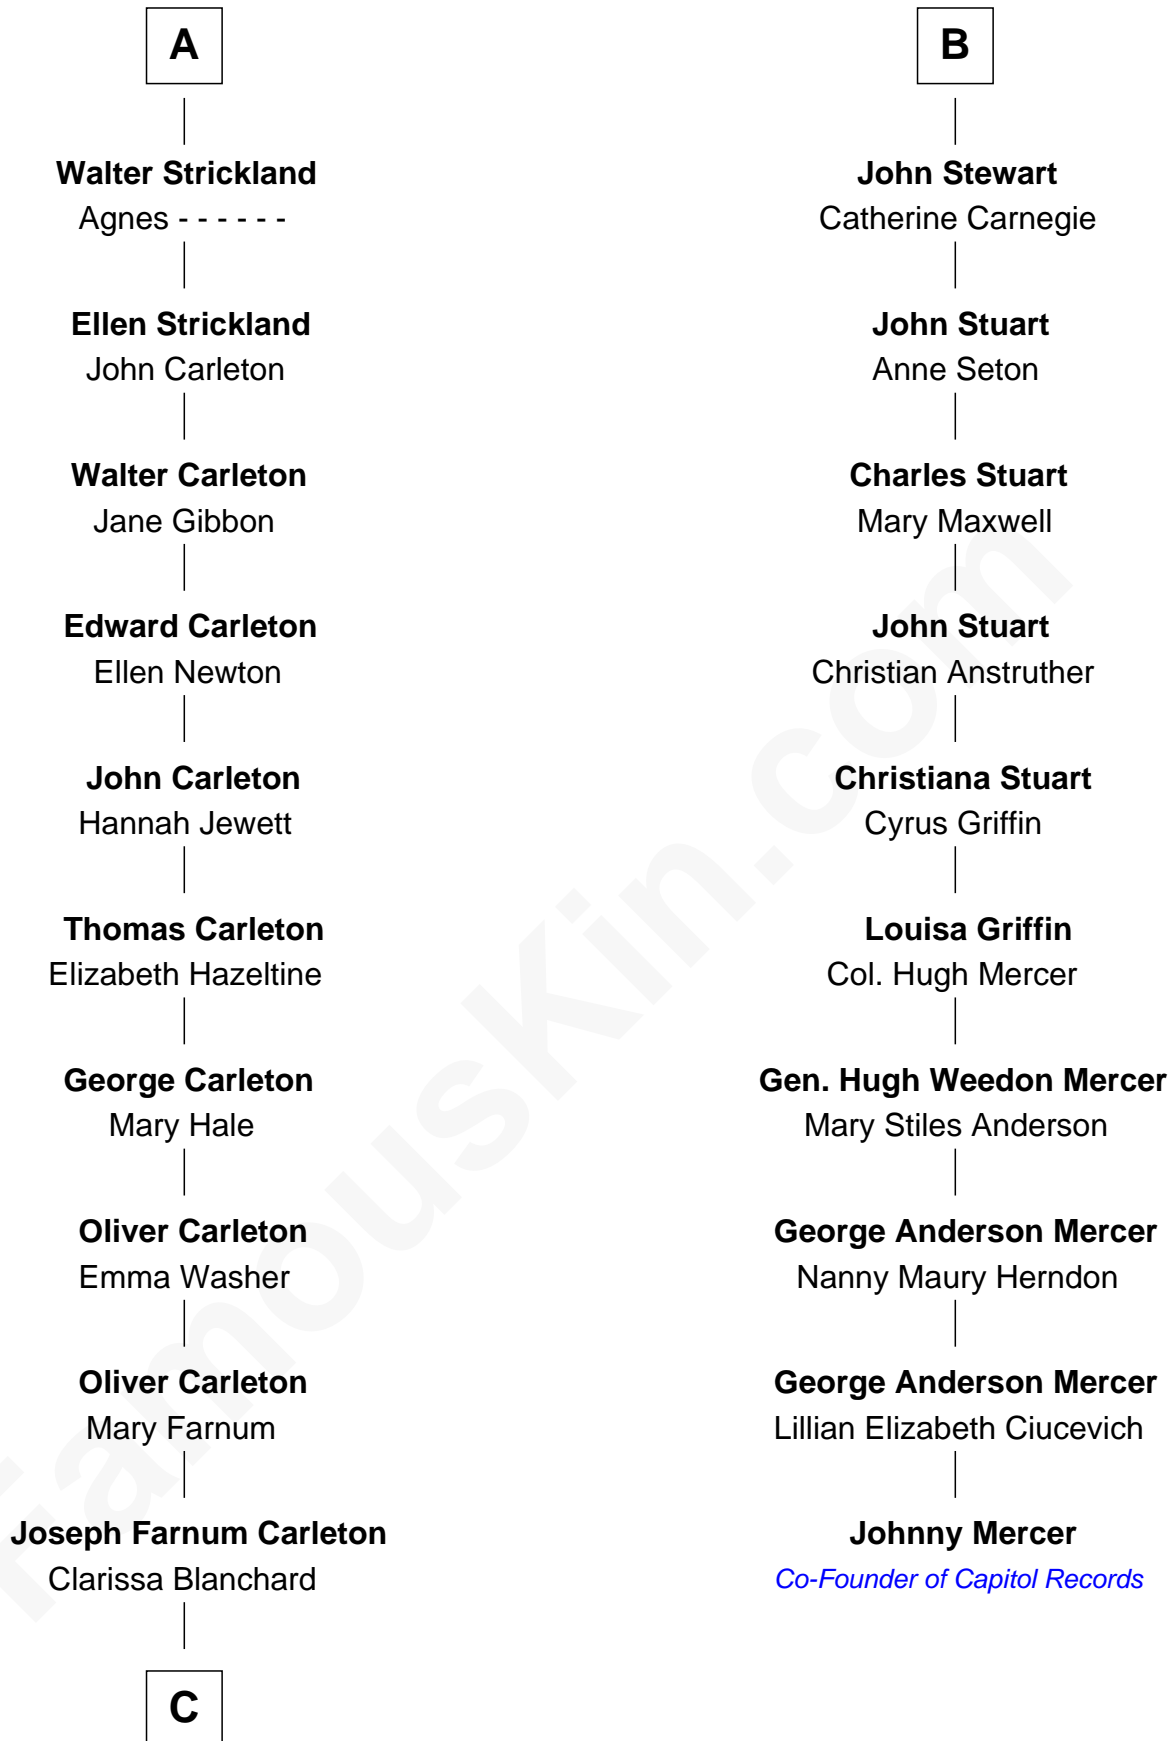 A
Walter Strickland
Agnes - - - - - -
Ellen Strickland
John Carleton
Walter Carleton
Jane Gibbon
Edward Carleton
Ellen Newton
John Carleton
Hannah Jewett
Thomas Carleton
Elizabeth Hazeltine
George Carleton
Mary Hale
Oliver Carleton
Emma Washer
Oliver Carleton
Mary Farnum
Joseph Farnum Carleton
Clarissa Blanchard
C
B
John Stewart
Catherine Carnegie
John Stuart
Anne Seton
Charles Stuart
Mary Maxwell
John Stuart
Christian Anstruther
Christiana Stuart
Cyrus Griffin
Louisa Griffin
Col. Hugh Mercer
Gen. Hugh Weedon Mercer
Mary Stiles Anderson
George Anderson Mercer
Nanny Maury Herndon
George Anderson Mercer
Lillian Elizabeth Ciucevich
Johnny Mercer
Co-Founder of Capitol Records
FamousKin.com